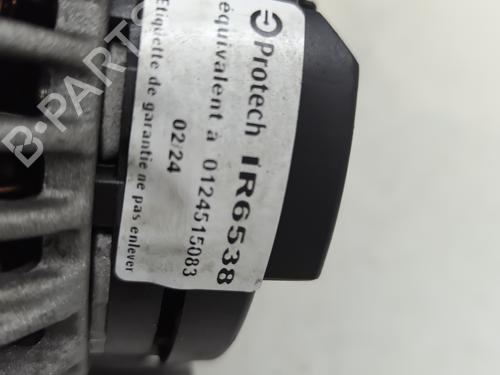 Protech IR6538
équivalent à 0124515083
02/24
Etiquette de garantie ne pas enlever
B-PARTS